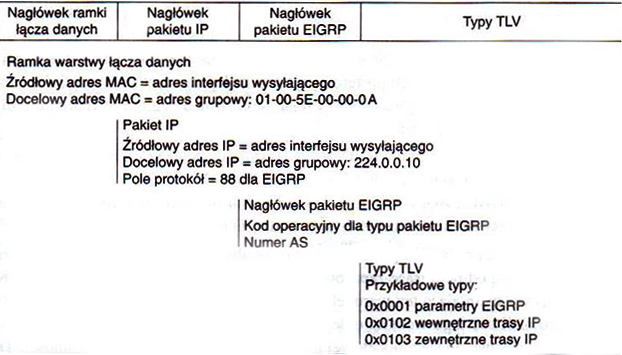 Nagłówek ramki łącza danych
Nagłówek pakietu IP
Nagłówek pakietu EIGRP
Typy TLV
Ramka warstwy łącza danych
Źródłowy adres MAC = adres interfejsu wysyłającego
Docelowy adres MAC = adres grupowy: 01-00-5E-00-00-0A
Pakiet IP
Źródłowy adres IP = adres interfejsu wysyłającego
Docelowy adres IP = adres grupowy: 224.0.0.10
Pole protokół = 88 dla EIGRP
Nagłówek pakietu EIGRP
Kod operacyjny dla typu pakietu EIGRP
Numer AS
Typy TLV
Przykładowe typy:
0x0001 parametry EIGRP
0x0102 wewnętrzne trasy IP
0x0103 zewnętrzne trasy IP